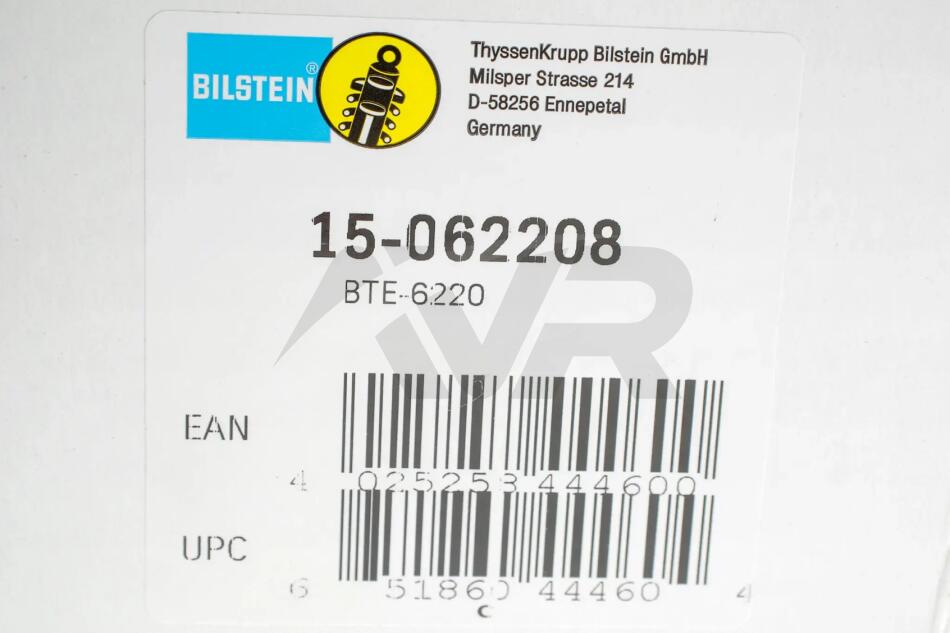 BILSTEIN®
ThyssenKrupp Bilstein GmbH
Milsper Strasse 214
D-58256 Ennepetal
Germany
15-062208
BTE-6220
IVR
EAN
4 025258 444600
UPC
6 51860 44460 4
C